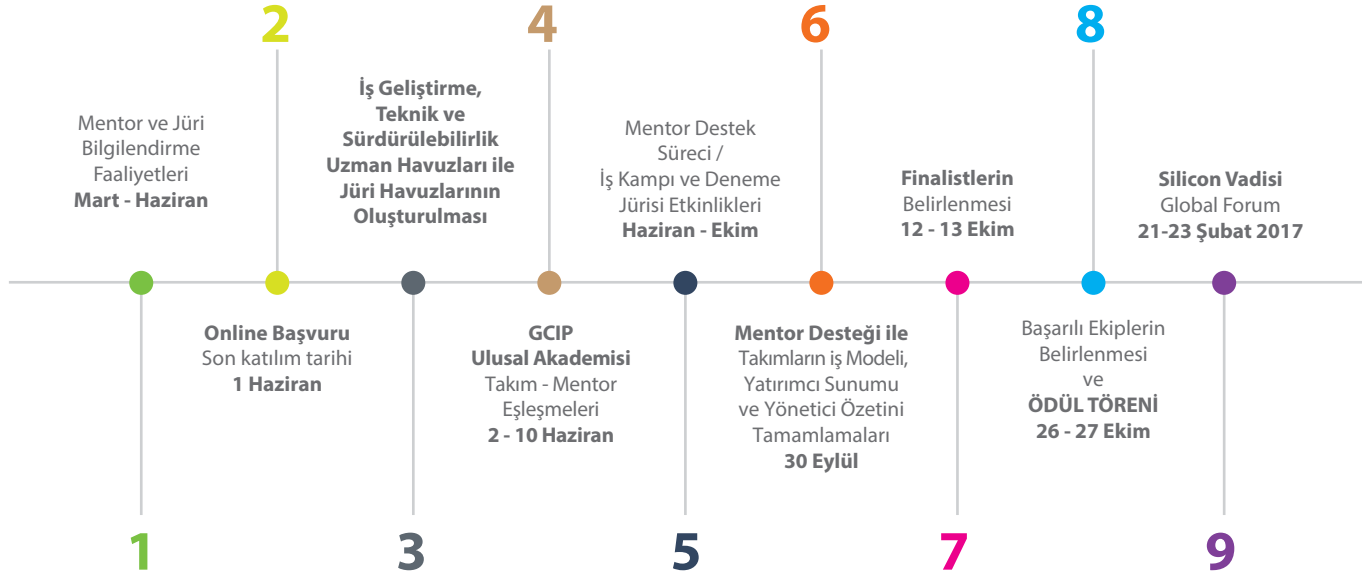 1
Mentor ve Jüri
Bilgilendirme
Faaliyetleri
Mart - Haziran
2
Online Başvuru
Son katılım tarihi
1 Haziran
3
İş Geliştirme,
Teknik ve
Sürdürülebilirlik
Uzman Havuzları ile
Jüri Havuzlarının
Oluşturulması
4
GCIP
Ulusal Akademisi
Takım - Mentor
Eşleşmeleri
2 - 10 Haziran
5
Mentor Destek
Süreci /
İş Kampı ve Deneme
Jürisi Etkinlikleri
Haziran - Ekim
6
Mentor Desteği ile
Takımların iş Modeli,
Yatırımcı Sunumu
ve Yönetici Özetini
Tamamlamaları
30 Eylül
7
Finalistlerin
Belirlenmesi
12 - 13 Ekim
8
Başarılı Ekiplerin
Belirlenmesi
ve
ÖDÜL TÖRENİ
26 - 27 Ekim
9
Silicon Vadisi
Global Forum
21-23 Şubat 2017